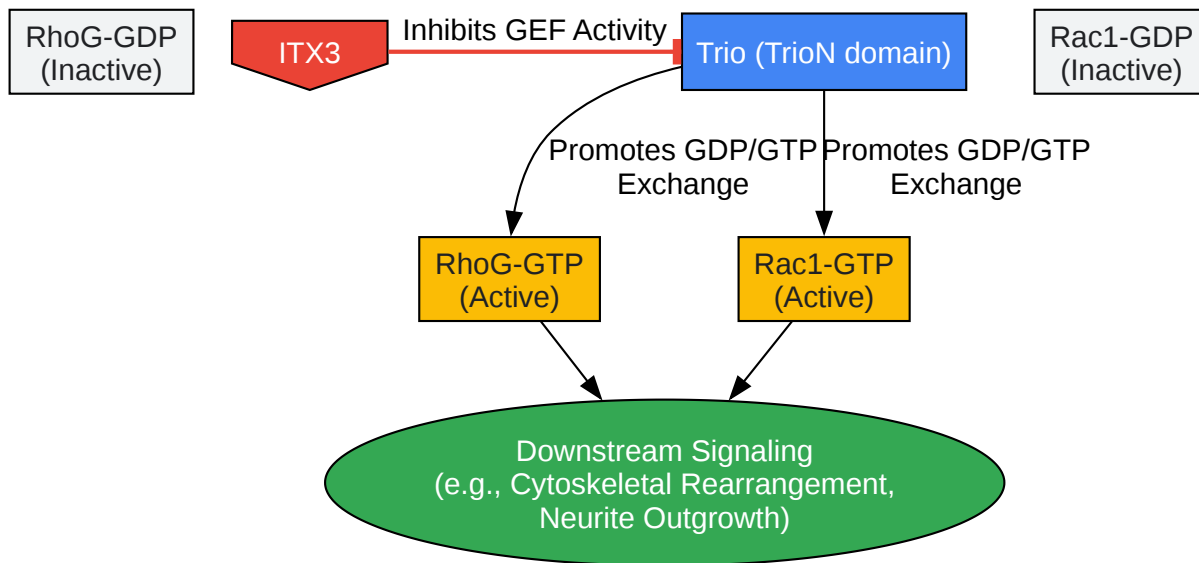 RhoG-GDP
(Inactive)
ITX3
Inhibits GEF Activity
Trio (TrioN domain)
Rac1-GDP
(Inactive)
Promotes GDP/GTP
Exchange
Promotes GDP/GTP
Exchange
RhoG-GTP
(Active)
Rac1-GTP
(Active)
Downstream Signaling
(e.g., Cytoskeletal Rearrangement,
Neurite Outgrowth)